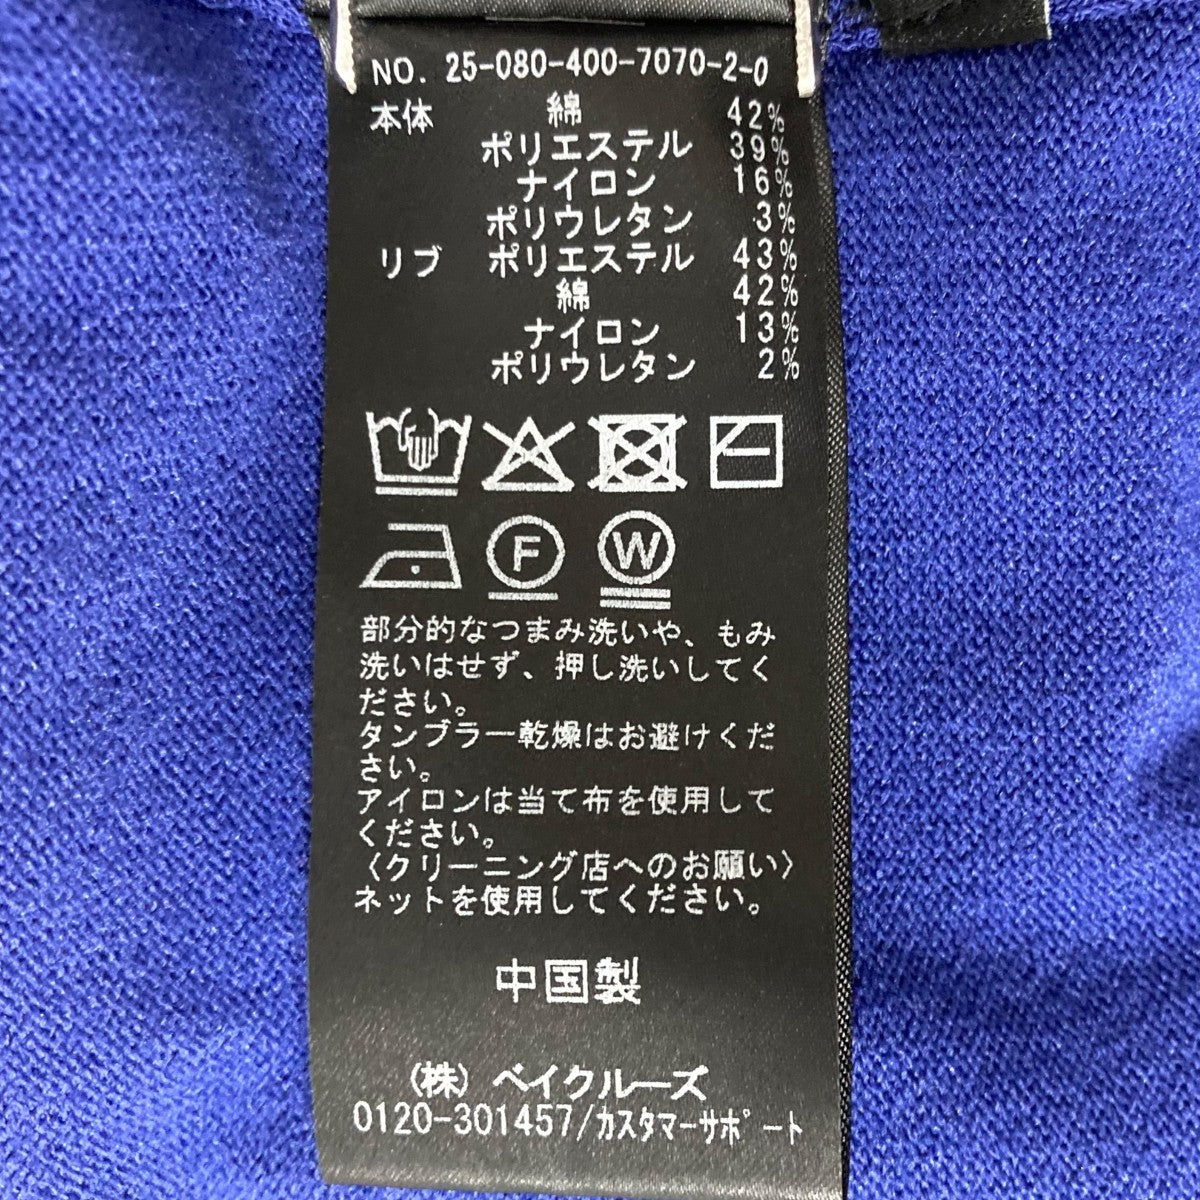 NO. 25-080-400-7070-2-0
本体 綿 42%
ポリエステル 39%
ナイロン 16%
ポリウレタン 3%
リブ ポリエステル 43%
綿 42%
ナイロン 13%
ポリウレタン 2%
F W
部分的なつまみ洗いや、もみ
洗いはせず、押し洗いしてく
ださい。
タンブラー乾燥はお避けくだ
さい。
アイロンは当て布を使用して
ください。
〈クリーニング店へのお願い〉
ネットを使用してください。
中国製
(株) ベイクルーズ
0120-301457/ｶｽﾀﾏｰｻﾎﾟｰﾄ